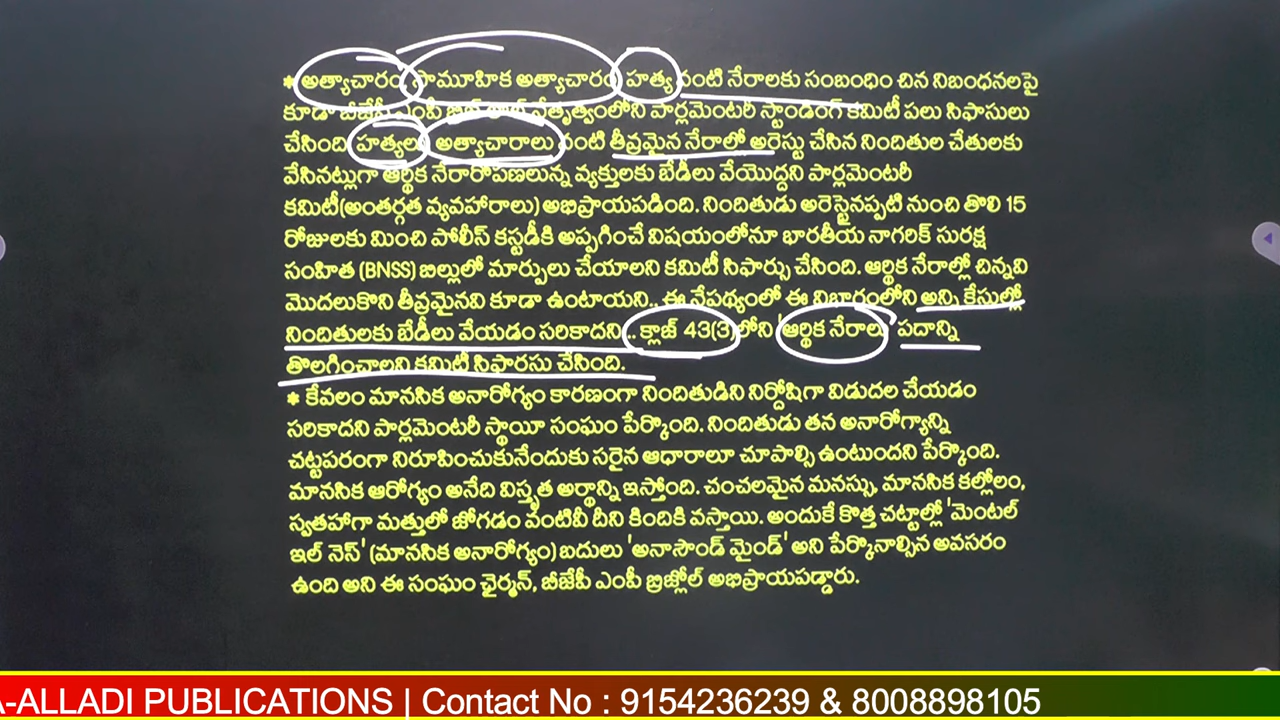 * అత్యాచారం సామూహిక అత్యాచారం హత్య వంటి నేరాలకు సంబంధిం చిన నిబంధనలపై
కూడా బీజేపీ ఎంపీ నేతృత్వంలోని పార్లమెంటరీ స్టాండింగ్ కమిటీ పలు సిఫాసులు
చేసింది హత్యలు అత్యాచారాలు వంటి తీవ్రమైన నేరాల్లో అరెస్టు చేసిన నిందితుల చేతులకు
వేసినట్లుగా ఆర్థిక నేరారోపణలున్న వ్యక్తులకు బేడీలు వేయొద్దని పార్లమెంటరీ
కమిటీ(అంతర్గత వ్యవహారాలు) అభిప్రాయపడింది. నిందితుడు అరెస్టైనప్పటి నుంచి తొలి 15
రోజులకు మించి పోలీస్ కస్టడీకి అప్పగించే విషయంలోనూ భారతీయ నాగరిక్ సురక్ష
సంహిత (BNSS) బిల్లులో మార్పులు చేయాలని కమిటీ సిఫార్సు చేసింది. ఆర్థిక నేరాల్లో చిన్నవి
మొదలుకొని తీవ్రమైనవి కూడా ఉంటాయని.. ఈ నేపథ్యంలో ఈ విభాగంలోని అన్ని కేసుల్లో
నిందితులకు బేడీలు వేయడం సరికాదని.. క్లాజ్ 43(3)లోని 'ఆర్థిక నేరాలు' పదాన్ని
తొలగించాలని కమిటీ సిఫారసు చేసింది.
* కేవలం మానసిక అనారోగ్యం కారణంగా నిందితుడిని నిర్దోషిగా విడుదల చేయడం
సరికాదని పార్లమెంటరీ స్థాయీ సంఘం పేర్కొంది. నిందితుడు తన అనారోగ్యాన్ని
చట్టపరంగా నిరూపించుకునేందుకు సరైన ఆధారాలూ చూపాల్సి ఉంటుందని పేర్కొంది.
మానసిక ఆరోగ్యం అనేది విస్తృత అర్థాన్ని ఇస్తోంది. చంచలమైన మనస్సు, మానసిక కల్లోలం,
స్వతహాగా మత్తులో జోగడం వంటివీ దీని కిందికి వస్తాయి. అందుకే కొత్త చట్టాల్లో 'మెంటల్
ఇల్ నెస్' (మానసిక అనారోగ్యం) బదులు 'అనాసౌండ్ మైండ్' అని పేర్కొనాల్సిన అవసరం
ఉంది అని ఈ సంఘం ఛైర్మన్, బీజేపీ ఎంపీ బ్రిజ్లోల్ అభిప్రాయపడ్డారు.
A-ALLADI PUBLICATIONS | Contact No : 9154236239 & 8008898105